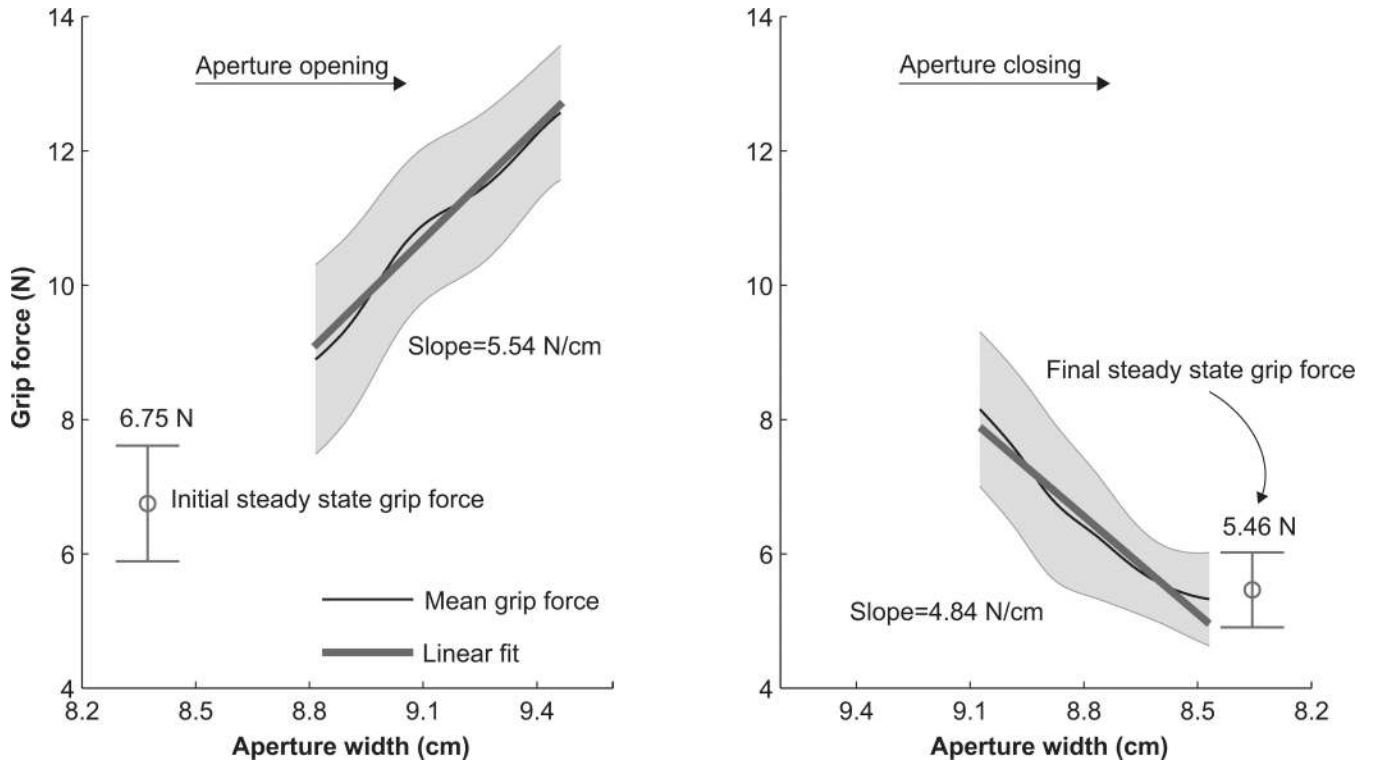 Grip force (N)
14
12
10
8
6
4
Aperture opening
Slope=5.54 N/cm
6.75 N
Initial steady state grip force
Mean grip force
Linear fit
8.2 8.5 8.8 9.1 9.4
Aperture width (cm)
14
12
10
8
6
4
Aperture closing
Final steady state grip force
5.46 N
Slope=4.84 N/cm
9.4 9.1 8.8 8.5 8.2
Aperture width (cm)